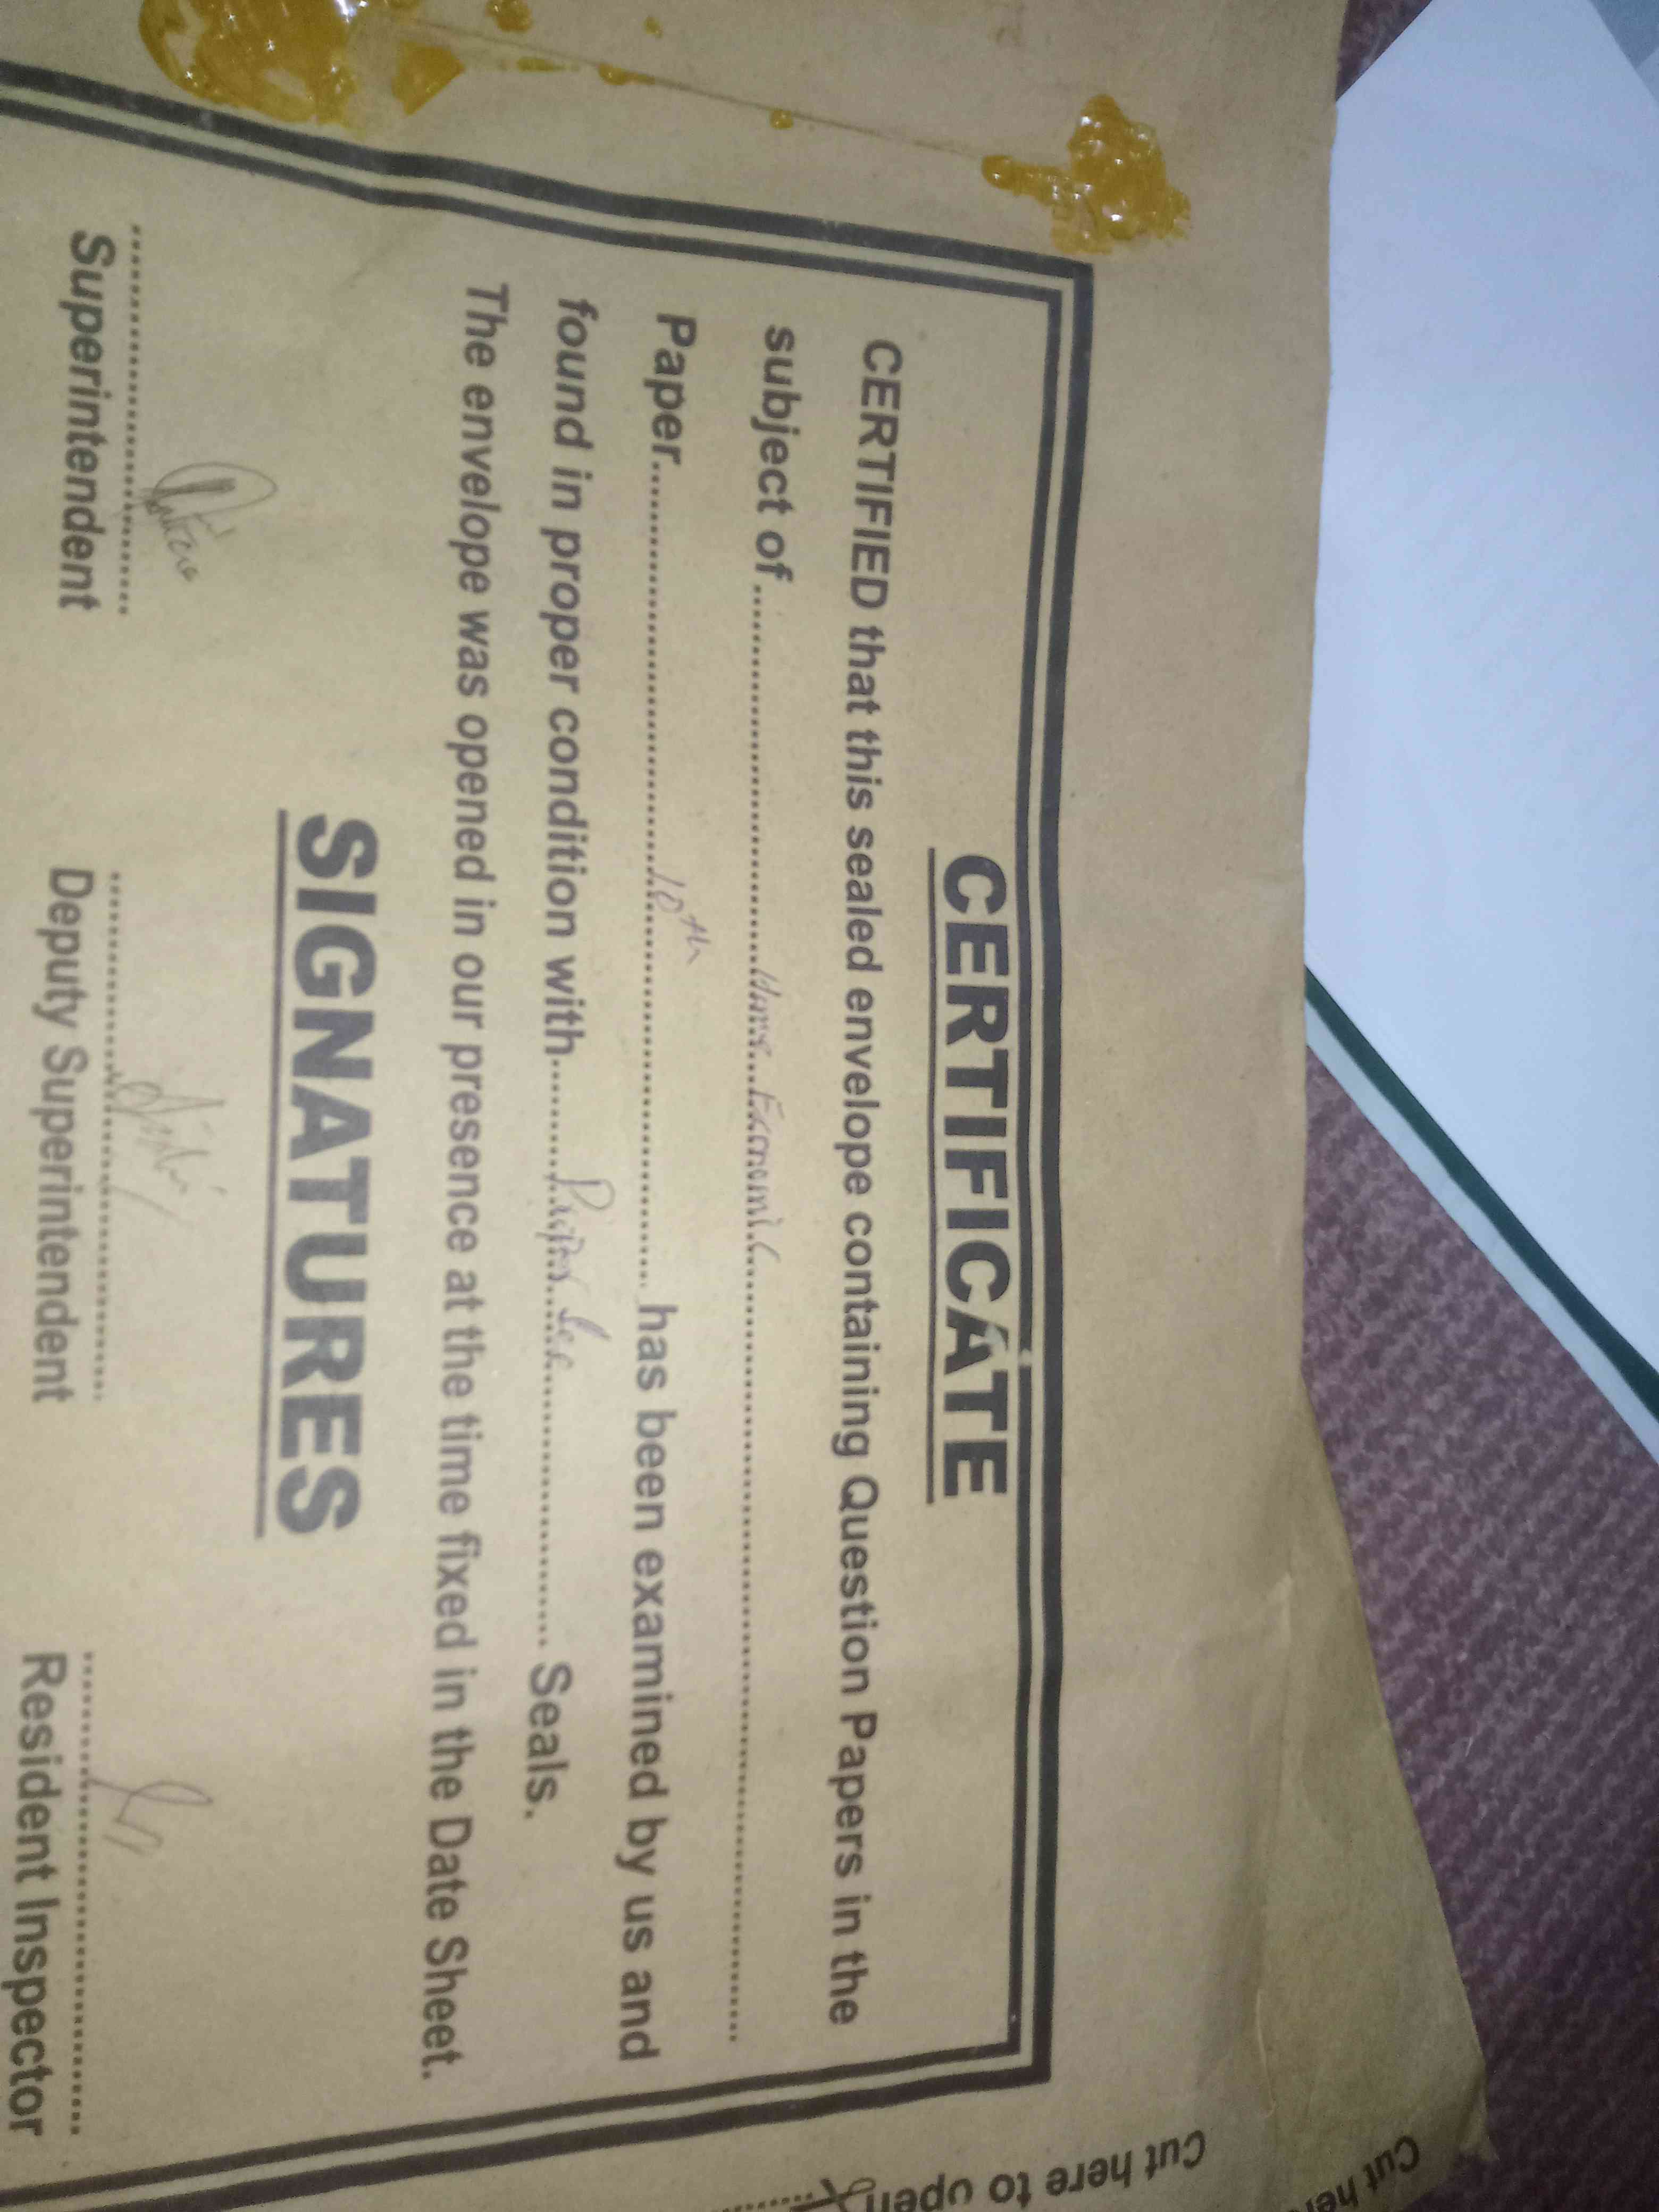 CERTIFICATE
CERTIFIED that this sealed envelope containing Question Papers in the
subject of.......... Home Economic ..........
Paper.......... 10th .......... has been examined by us and
found in proper condition with.......... .......... Seals.
The envelope was opened in our presence at the time fixed in the Date Sheet.
SIGNATURES
Superintendent
Deputy Superintendent
Resident Inspector
Cut here to open
Cut her